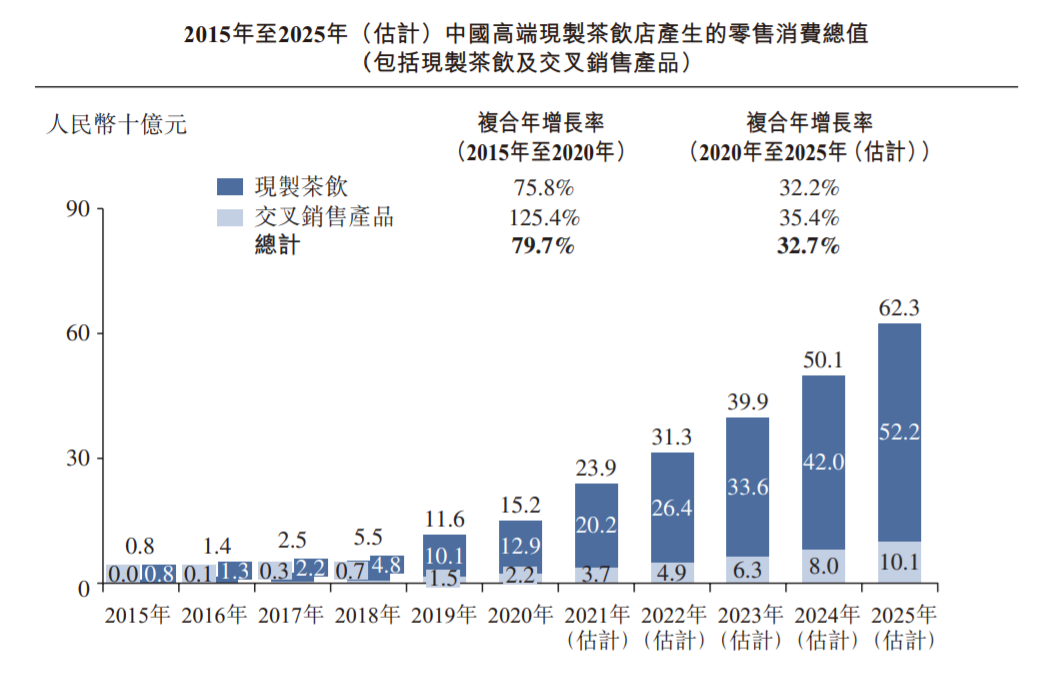 2015年至2025年（估計）中國高端現製茶飲店產生的零售消費總值
（包括現製茶飲及交叉銷售產品）
人民幣十億元
複合年增長率 複合年增長率
（2015年至2020年） （2020年至2025年（估計））
現製茶飲 75.8% 32.2%
交叉銷售產品 125.4% 35.4%
總計 79.7% 32.7%
90
60
30
0
0.8 1.4 2.5 5.5 11.6 15.2 23.9 31.3 39.9 50.1 62.3
0.8 1.3 2.2 4.8 10.1 12.9 20.2 26.4 33.6 42.0 52.2
0.0 0.1 0.3 0.7 1.5 2.2 3.7 4.9 6.3 8.0 10.1
2015年 2016年 2017年 2018年 2019年 2020年 2021年 2022年 2023年 2024年 2025年
（估計） （估計） （估計） （估計） （估計）